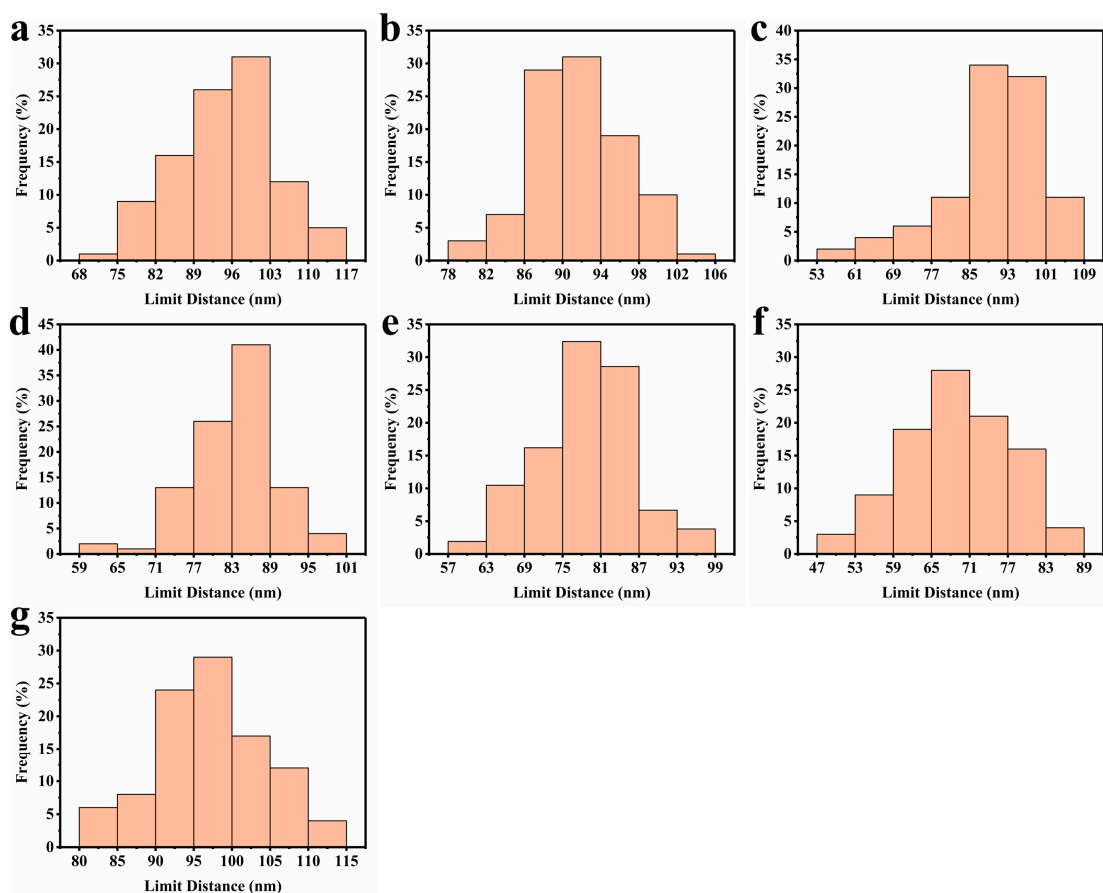 a
35
30
25
20
15
10
5
0
Frequency (%)
68 75 82 89 96 103 110 117
Limit Distance (nm)
b
35
30
25
20
15
10
5
0
Frequency (%)
78 82 86 90 94 98 102 106
Limit Distance (nm)
c
40
35
30
25
20
15
10
5
0
Frequency (%)
53 61 69 77 85 93 101 109
Limit Distance (nm)
d
45
40
35
30
25
20
15
10
5
0
Frequency (%)
59 65 71 77 83 89 95 101
Limit Distance (nm)
e
35
30
25
20
15
10
5
0
Frequency (%)
57 63 69 75 81 87 93 99
Limit Distance (nm)
f
35
30
25
20
15
10
5
0
Frequency (%)
47 53 59 65 71 77 83 89
Limit Distance (nm)
g
35
30
25
20
15
10
5
0
Frequency (%)
80 85 90 95 100 105 110 115
Limit Distance (nm)